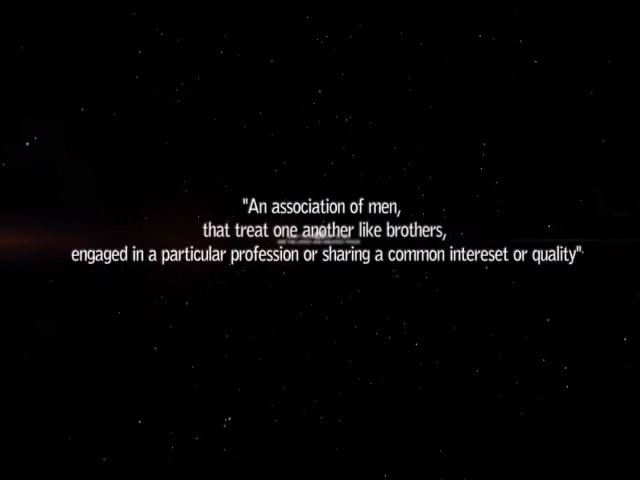 "An association of men,
that treat one another like brothers,
engaged in a particular profession or sharing a common intereset or quality"